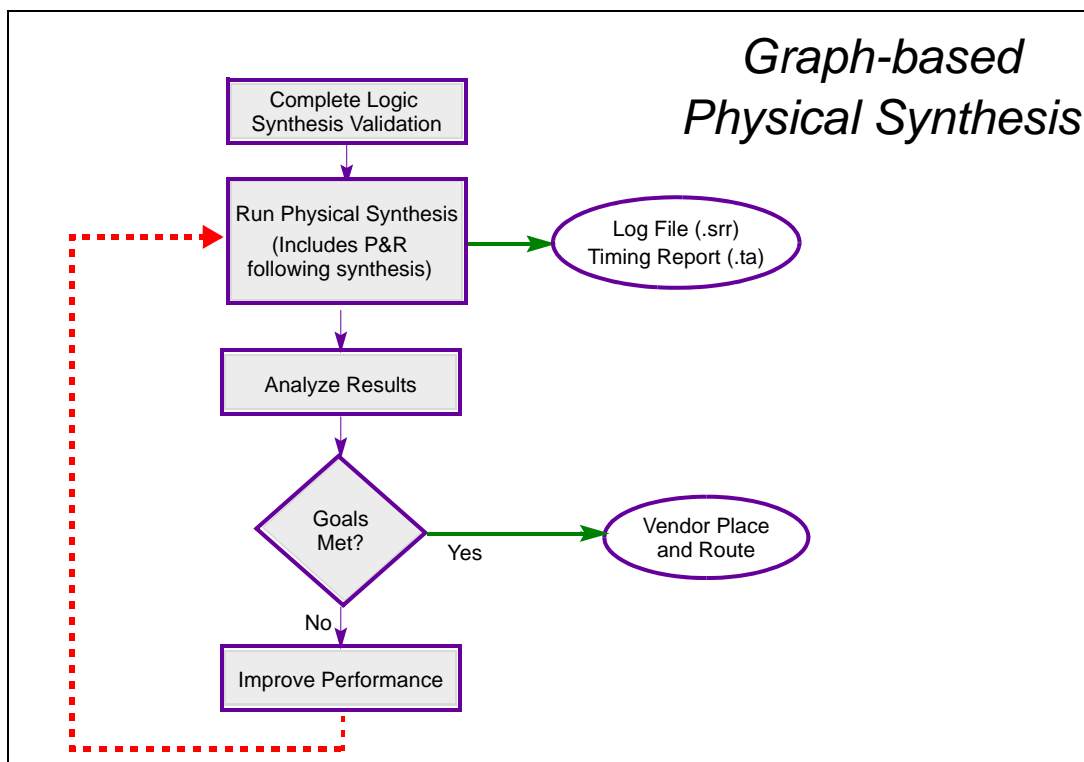 Graph-based
Physical Synthesis
Complete Logic
Synthesis Validation
Run Physical Synthesis
(Includes P&R
following synthesis)
Log File (.srr)
Timing Report (.ta)
Analyze Results
Goals
Met?
Yes
Vendor Place
and Route
No
Improve Performance